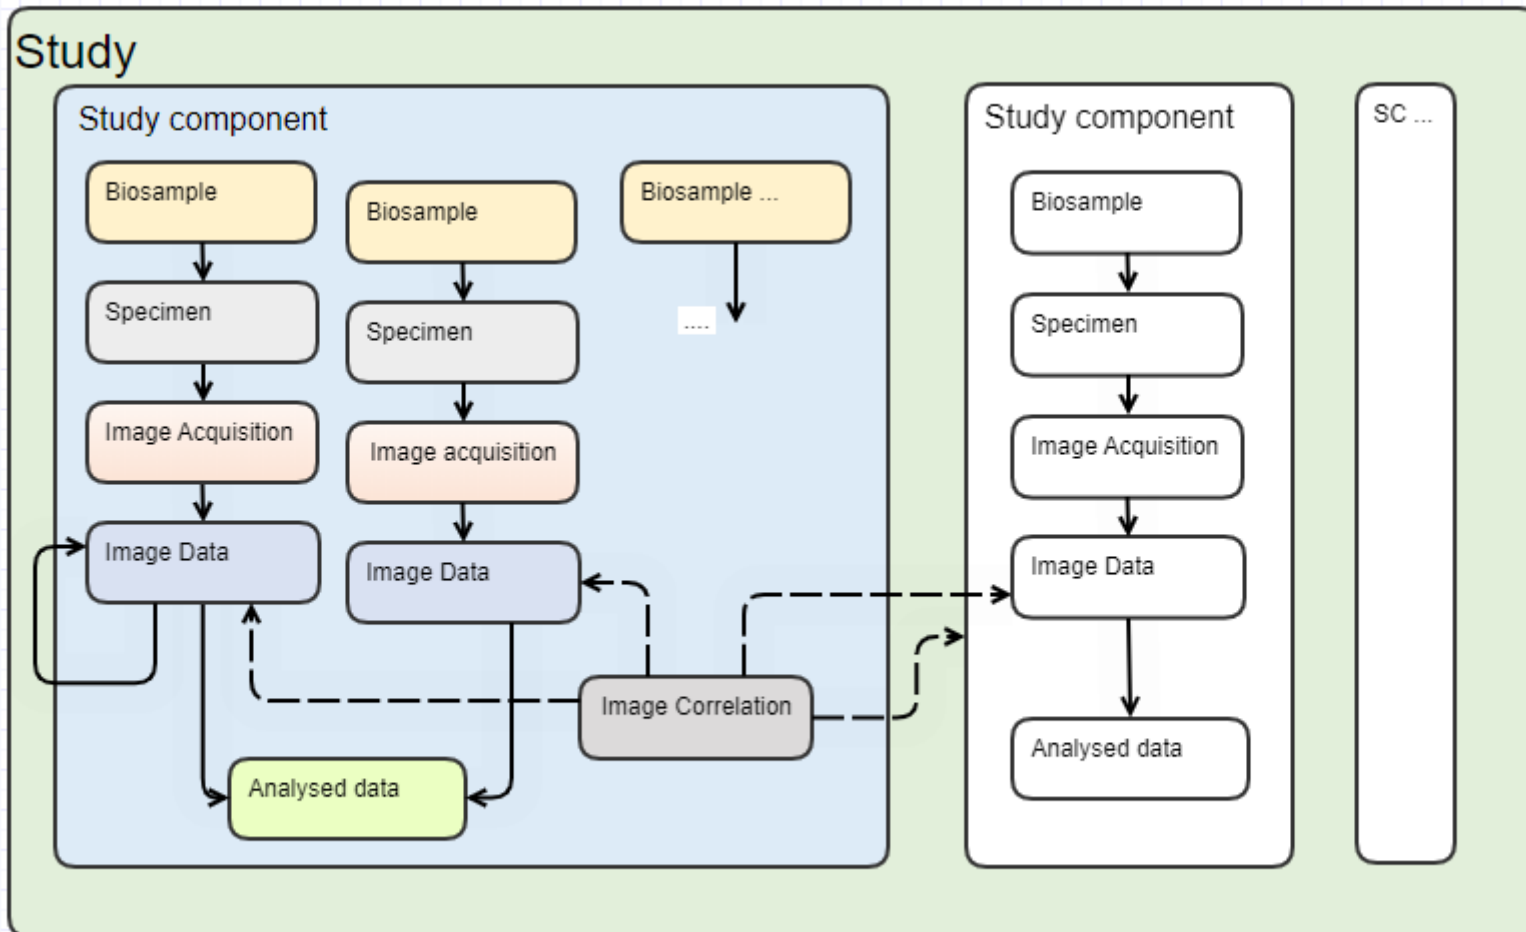 Study
Study component
Biosample
Specimen
Image Acquisition
Image Data
Biosample
Specimen
Image acquisition
Image Data
Biosample ...
....
Image Correlation
Analysed data
Study component
Biosample
Specimen
Image Acquisition
Image Data
Analysed data
SC ...